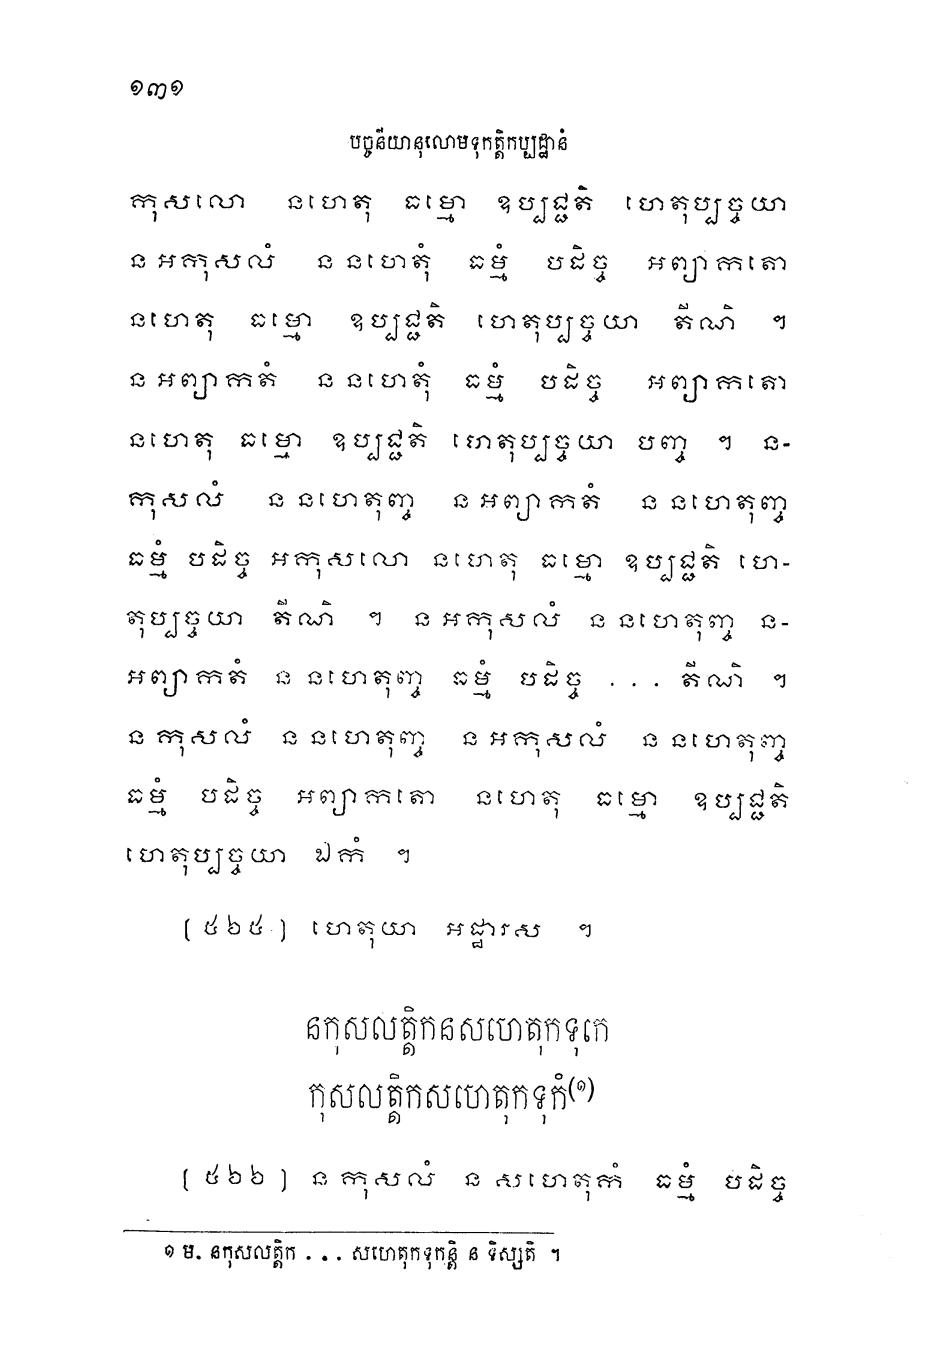 ១៣១
បច្ចនីយានុលោមទុកត្តិកប្បដ្ឋានំ
កុសលោ នហេតុ ធម្មោ ឧប្បជ្ជតិ ហេតុប្បច្ចយា
ន អកុសលំ ន នហេតុំ ធម្មំ បដិច្ច អព្យាកតោ
នហេតុ ធម្មោ ឧប្បជ្ជតិ ហេតុប្បច្ចយា តីណិ ។
ន អព្យាកតំ ន នហេតុំ ធម្មំ បដិច្ច អព្យាកតោ
នហេតុ ធម្មោ ឧប្បជ្ជតិ ហេតុប្បច្ចយា បញ្ច ។ ន-
កុសលំ ន នហេតុញ្ច ន អព្យាកតំ ន នហេតុញ្ច
ធម្មំ បដិច្ច អកុសលោ នហេតុ ធម្មោ ឧប្បជ្ជតិ ហេ-
តុប្បច្ចយា តីណិ ។ ន អកុសលំ ន នហេតុញ្ច ន-
អព្យាកតំ ន នហេតុញ្ច ធម្មំ បដិច្ច . . . តីណិ ។
ន កុសលំ ន នហេតុញ្ច ន អកុសលំ ន នហេតុញ្ច
ធម្មំ បដិច្ច អព្យាកតោ នហេតុ ធម្មោ ឧប្បជ្ជតិ
ហេតុប្បច្ចយា ឯកំ ។
[ ៥៦៥ ] ហេតុយា អដ្ឋារស ។
នកុសលត្តិកនសហេតុកទុកេ
កុសលត្តិកសហេតុកទុកំ(១)
[ ៥៦៦ ] ន កុសលំ ន សហេតុកំ ធម្មំ បដិច្ច
១ ម. នកុសលត្តិក . . . សហេតុកទុកន្តិ ន ទិស្សតិ ។